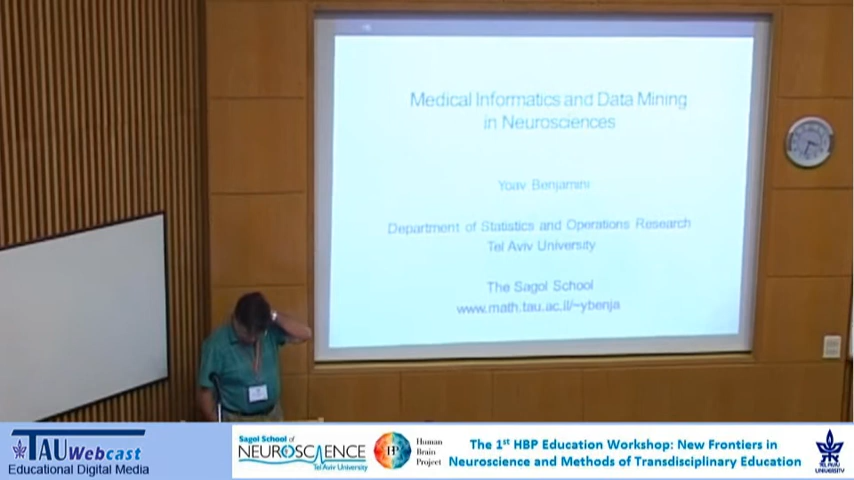 Medical Informatics and Data Mining
in Neurosciences
Yoav Benjamini
Department of Statistics and Operations Research
Tel Aviv University
The Sagol School
www.math.tau.ac.il/~ybenja
TAU Webcast
Educational Digital Media
Sagol School of
NEUROSCIENCE
Tel Aviv University
HBP
Human
Brain
Project
The 1st HBP Education Workshop: New Frontiers in
Neuroscience and Methods of Transdisciplinary Education
TEL AVIV
UNIVERSITY